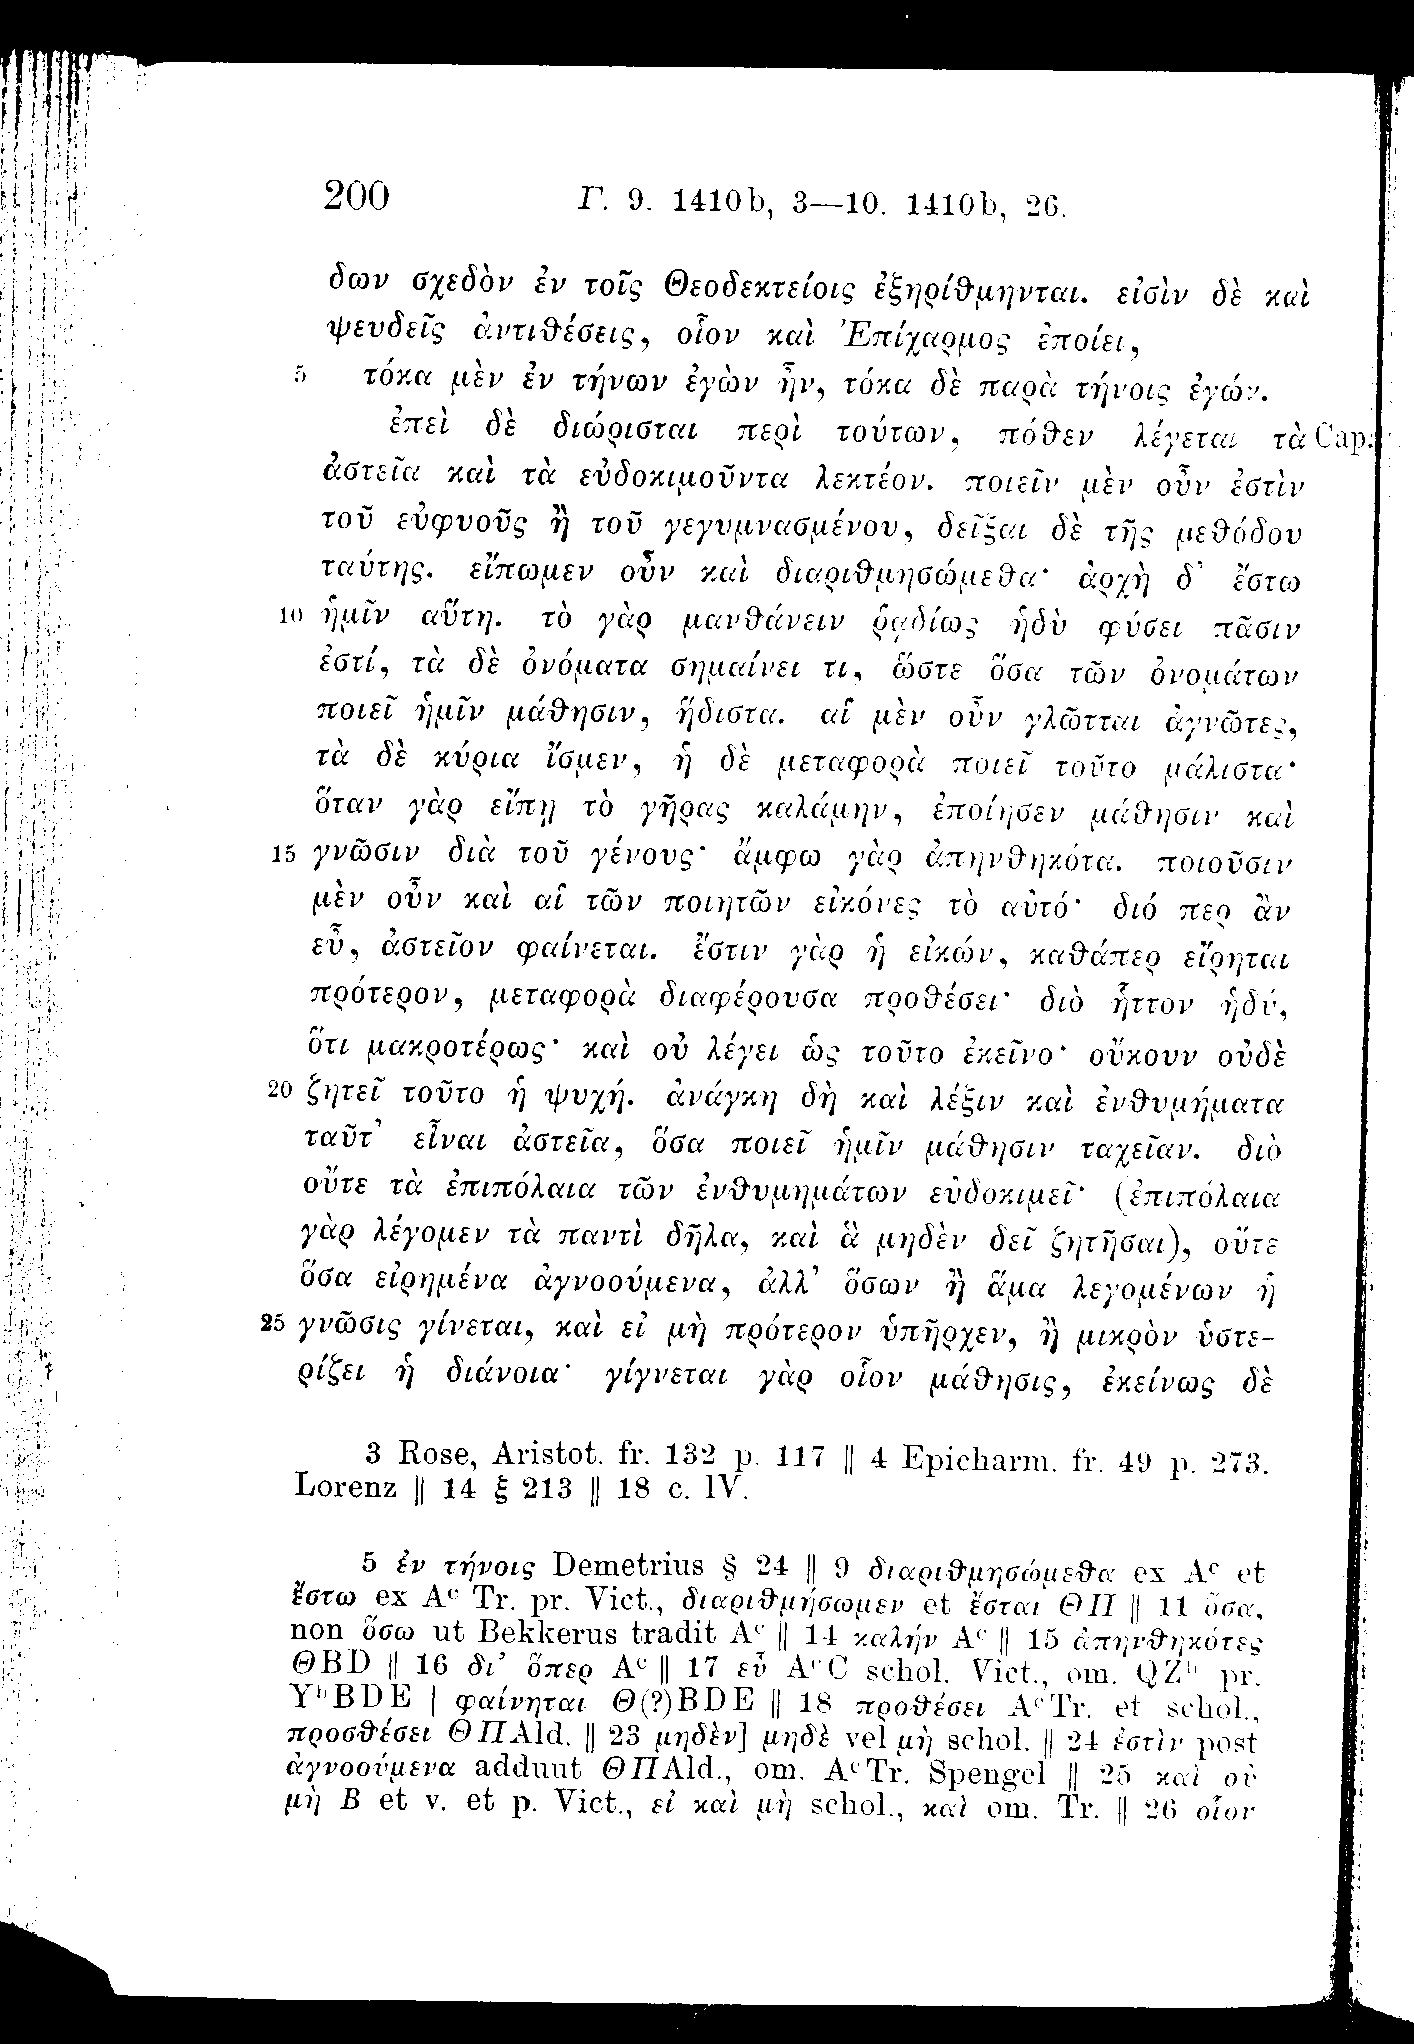 200 Γ. 9. 1410b, 3—10. 1410b, 26.
δων σχεδὸν ἐν τοῖς Θεοδεκτείοις ἐξηρίθμηνται. εἰσὶν δὲ καὶ
ψευδεῖς ἀντιθέσεις, οἷον καὶ Ἐπίχαρμος ἐποίει,
5 τόκα μὲν ἐν τήνων ἐγὼν ἦν, τόκα δὲ παρὰ τήνοις ἐγών.
ἐπεὶ δὲ διώρισται περὶ τούτων, πόθεν λέγεται τὰ Cap.
ἀστεῖα καὶ τὰ εὐδοκιμοῦντα λεκτέον. ποιεῖν μὲν οὖν ἐστὶν
τοῦ εὐφυοῦς ἢ τοῦ γεγυμνασμένου, δεῖξαι δὲ τῆς μεθόδου
ταύτης. εἴπωμεν οὖν καὶ διαριθμησώμεθα· ἀρχὴ δ᾽ ἔστω
10 ἡμῖν αὕτη. τὸ γὰρ μανθάνειν ῥᾳδίως ἡδὺ φύσει πᾶσιν
ἐστί, τὰ δὲ ὀνόματα σημαίνει τι, ὥστε ὅσα τῶν ὀνομάτων
ποιεῖ ἡμῖν μάθησιν, ἥδιστα. αἱ μὲν οὖν γλῶτται ἀγνῶτες,
τὰ δὲ κύρια ἴσμεν, ἡ δὲ μεταφορὰ ποιεῖ τοῦτο μάλιστα·
ὅταν γὰρ εἴπῃ τὸ γῆρας καλάμην, ἐποίησεν μάθησιν καὶ
15 γνῶσιν διὰ τοῦ γένους· ἄμφω γὰρ ἀπηνθηκότα. ποιοῦσιν
μὲν οὖν καὶ αἱ τῶν ποιητῶν εἰκόνες τὸ αὐτό· διό περ ἂν
εὖ, ἀστεῖον φαίνεται. ἔστιν γὰρ ἡ εἰκών, καθάπερ εἴρηται
πρότερον, μεταφορὰ διαφέρουσα προθέσει· διὸ ἧττον ἡδύ,
ὅτι μακροτέρως· καὶ οὐ λέγει ὡς τοῦτο ἐκεῖνο· οὔκουν οὐδὲ
20 ζητεῖ τοῦτο ἡ ψυχή. ἀνάγκη δὴ καὶ λέξιν καὶ ἐνθυμήματα
ταῦτ᾽ εἶναι ἀστεῖα, ὅσα ποιεῖ ἡμῖν μάθησιν ταχεῖαν. διὸ
οὔτε τὰ ἐπιπόλαια τῶν ἐνθυμημάτων εὐδοκιμεῖ· (ἐπιπόλαια
γὰρ λέγομεν τὰ παντὶ δῆλα, καὶ ἃ μηδὲν δεῖ ζητῆσαι), οὔτε
ὅσα εἰρημένα ἀγνοούμενα, ἀλλ᾽ ὅσων ἢ ἅμα λεγομένων ἡ
25 γνῶσις γίνεται, καὶ εἰ μὴ πρότερον ὑπῆρχεν, ἢ μικρὸν ὑστε-
ρίζει ἡ διάνοια· γίγνεται γὰρ οἷον μάθησις, ἐκείνως δὲ
3 Rose, Aristot. fr. 132 p. 117 || 4 Epicharm. fr. 49 p. 273.
Lorenz || 14 ξ 213 || 18 c. IV.
5 ἐν τήνοις Demetrius § 24 || 9 διαριθμησώμεθα ex Aᶜ et
ἔστω ex Aᶜ Tr. pr. Vict., διαριθμήσωμεν et ἔσται ΘΠ || 11 ὅσα,
non ὅσω ut Bekkerus tradit Aᶜ || 14 καλήν Aᶜ || 15 ἀπηνθηκότες
ΘBD || 16 δι᾽ ὅπερ Aᶜ || 17 εὖ AᶜC schol. Vict., om. QZᵇ pr.
YᵇBDE | φαίνηται Θ(?)BDE || 18 προθέσει AᶜTr. et schol.,
προσθέσει ΘΠAld. || 23 μηδὲν] μηδὲ vel μὴ schol. || 24 ἐστὶν post
ἀγνοούμενα addunt ΘΠAld., om. AᶜTr. Spengel || 25 καὶ οὐ
μὴ B et v. et p. Vict., εἰ καὶ μὴ schol., καὶ om. Tr. || 26 οἷον